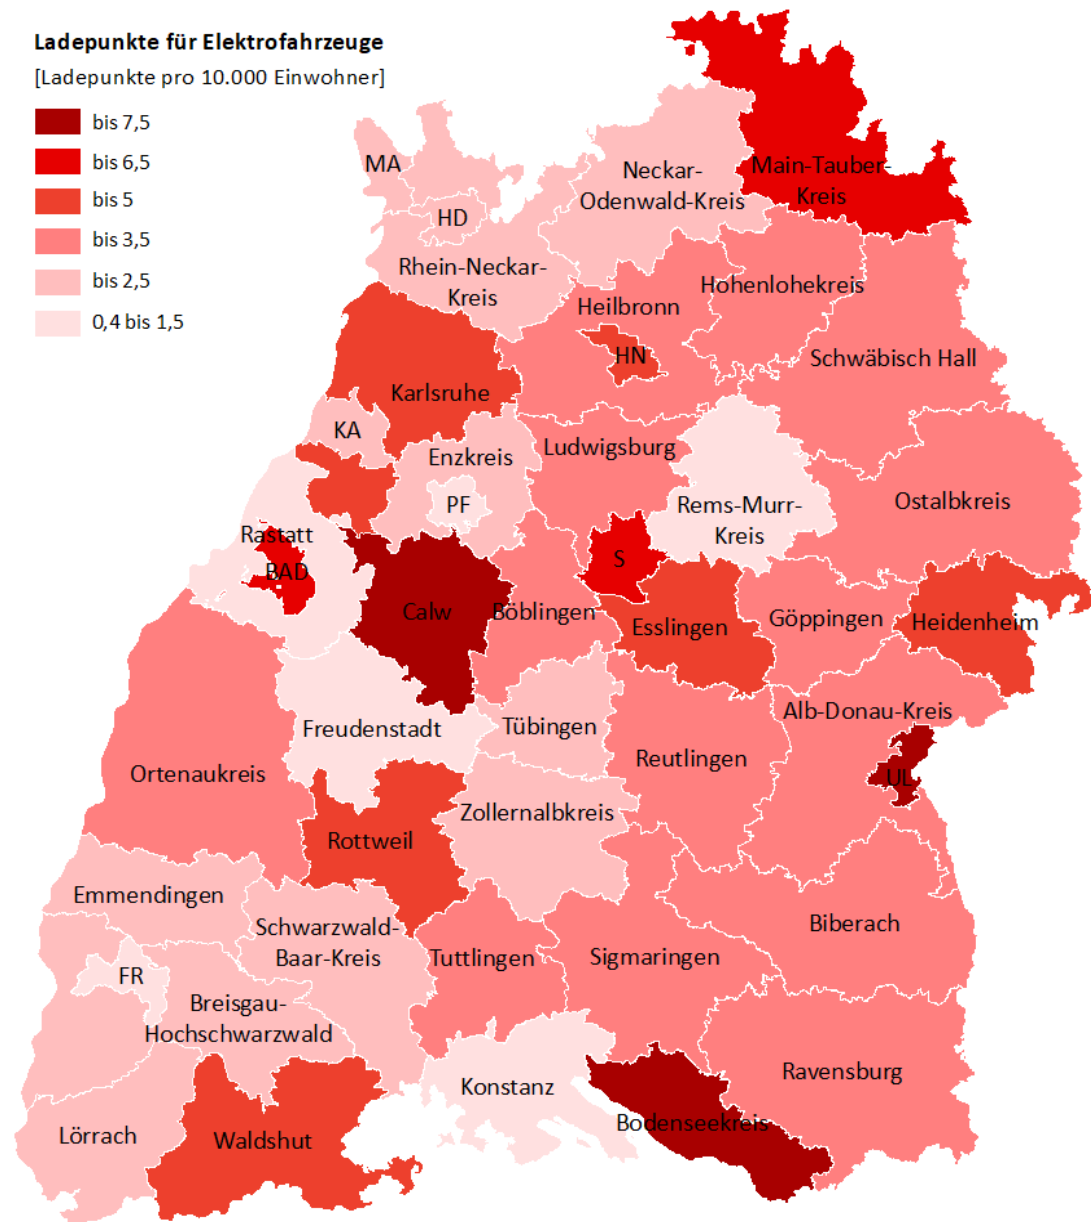 Ladepunkte für Elektrofahrzeuge
[Ladepunkte pro 10.000 Einwohner]
bis 7,5
bis 6,5
bis 5
bis 3,5
bis 2,5
0,4 bis 1,5
MA
HD
Neckar-
Odenwald-Kreis
Main-Tauber-
Kreis
Rhein-Neckar-
Kreis
Heilbronn
Hohenlohekreis
HN
Schwäbisch Hall
Karlsruhe
KA
Enzkreis
Ludwigsburg
PF
Rems-Murr-
Kreis
Ostalbkreis
Rastatt
BAD
S
Calw
Böblingen
Esslingen
Göppingen
Heidenheim
Freudenstadt
Tübingen
Alb-Donau-Kreis
Reutlingen
UL
Ortenaukreis
Rottweil
Zollernalbkreis
Emmendingen
Schwarzwald-
Baar-Kreis
Biberach
FR
Tuttlingen
Sigmaringen
Breisgau-
Hochschwarzwald
Konstanz
Ravensburg
Bodenseekreis
Lörrach
Waldshut